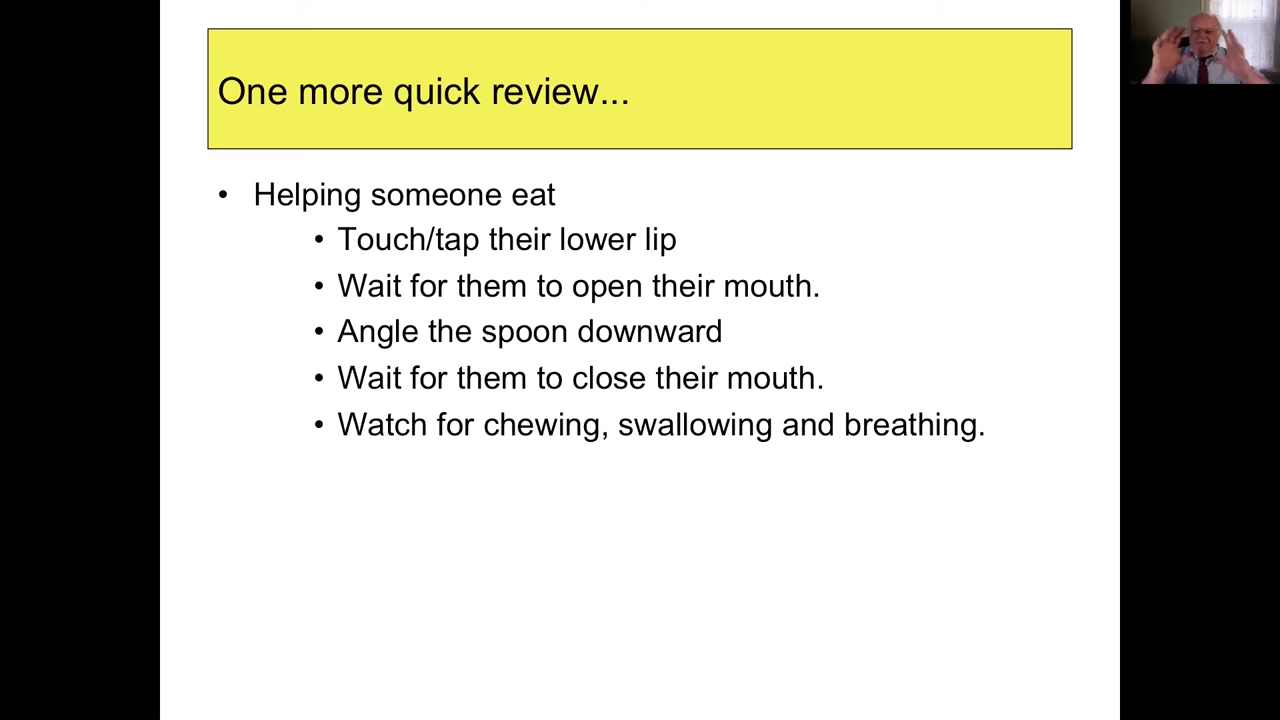 One more quick review...
• Helping someone eat
• Touch/tap their lower lip
• Wait for them to open their mouth.
• Angle the spoon downward
• Wait for them to close their mouth.
• Watch for chewing, swallowing and breathing.